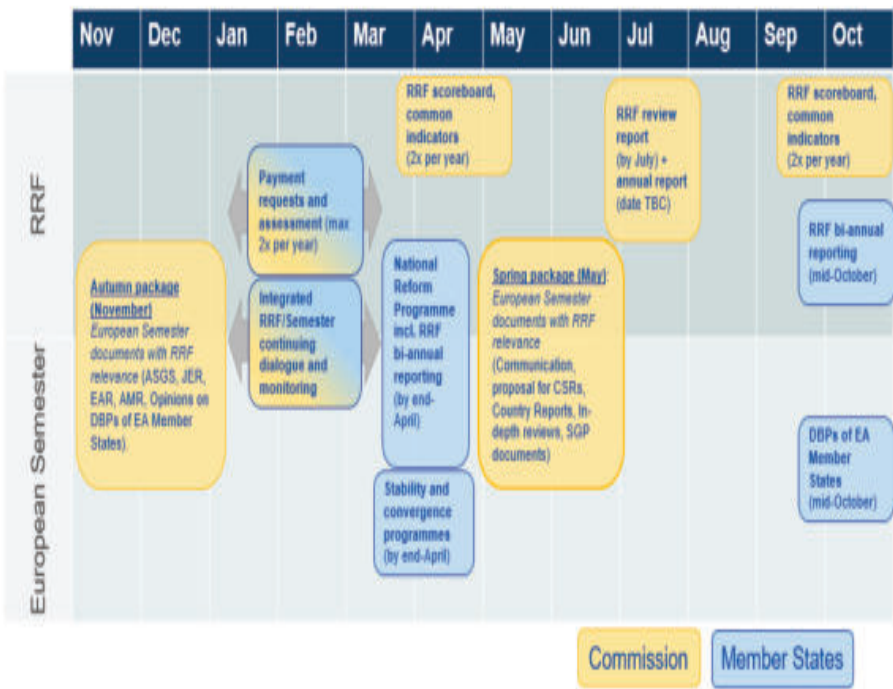 Nov Dec Jan Feb Mar Apr May Jun Jul Aug Sep Oct
RRF
European Semester
Autumn package
(November)
European Semester
documents with RRF
relevance (ASGS, JER,
EAR, AMR, Opinions on
DBPs of EA Member
States).
Payment
requests and
assessment (max
2x per year)
Integrated
RRF/Semester
continuing
dialogue and
monitoring
RRF scoreboard,
common
indicators
(2x per year)
National
Reform
Programme
incl. RRF
bi-annual
reporting
(by end-
April)
Stability and
convergence
programmes
(by end-April)
Spring package (May)
European Semester
documents with RRF
relevance
(Communication,
proposal for CSRs,
Country Reports, In-
depth reviews, SGP
documents)
RRF review
report
(by July) +
annual report
(date TBC)
RRF scoreboard,
common
indicators
(2x per year)
RRF bi-annual
reporting
(mid-October)
DBPs of EA
Member
States
(mid-October)
Commission
Member States